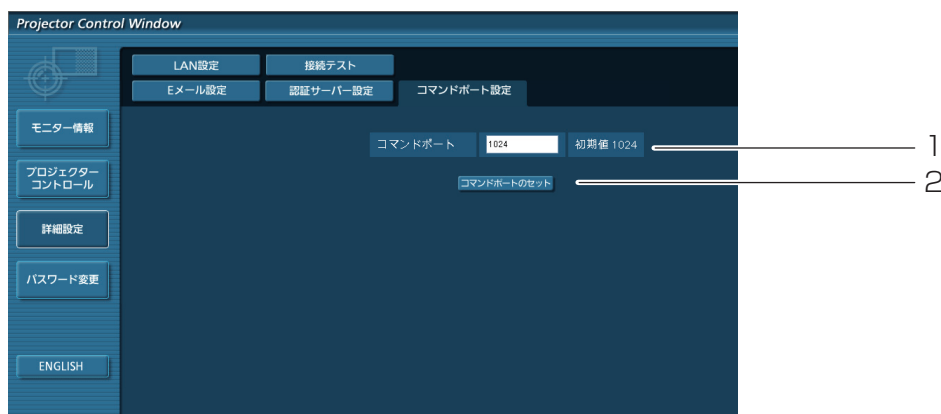 Projector Control Window
LAN設定
接続テスト
Eメール設定
認証サーバー設定
コマンドポート設定
モニター情報
プロジェクター
コントロール
詳細設定
パスワード変更
ENGLISH
コマンドポート
1024
初期値 1024
1
コマンドポートのセット
2